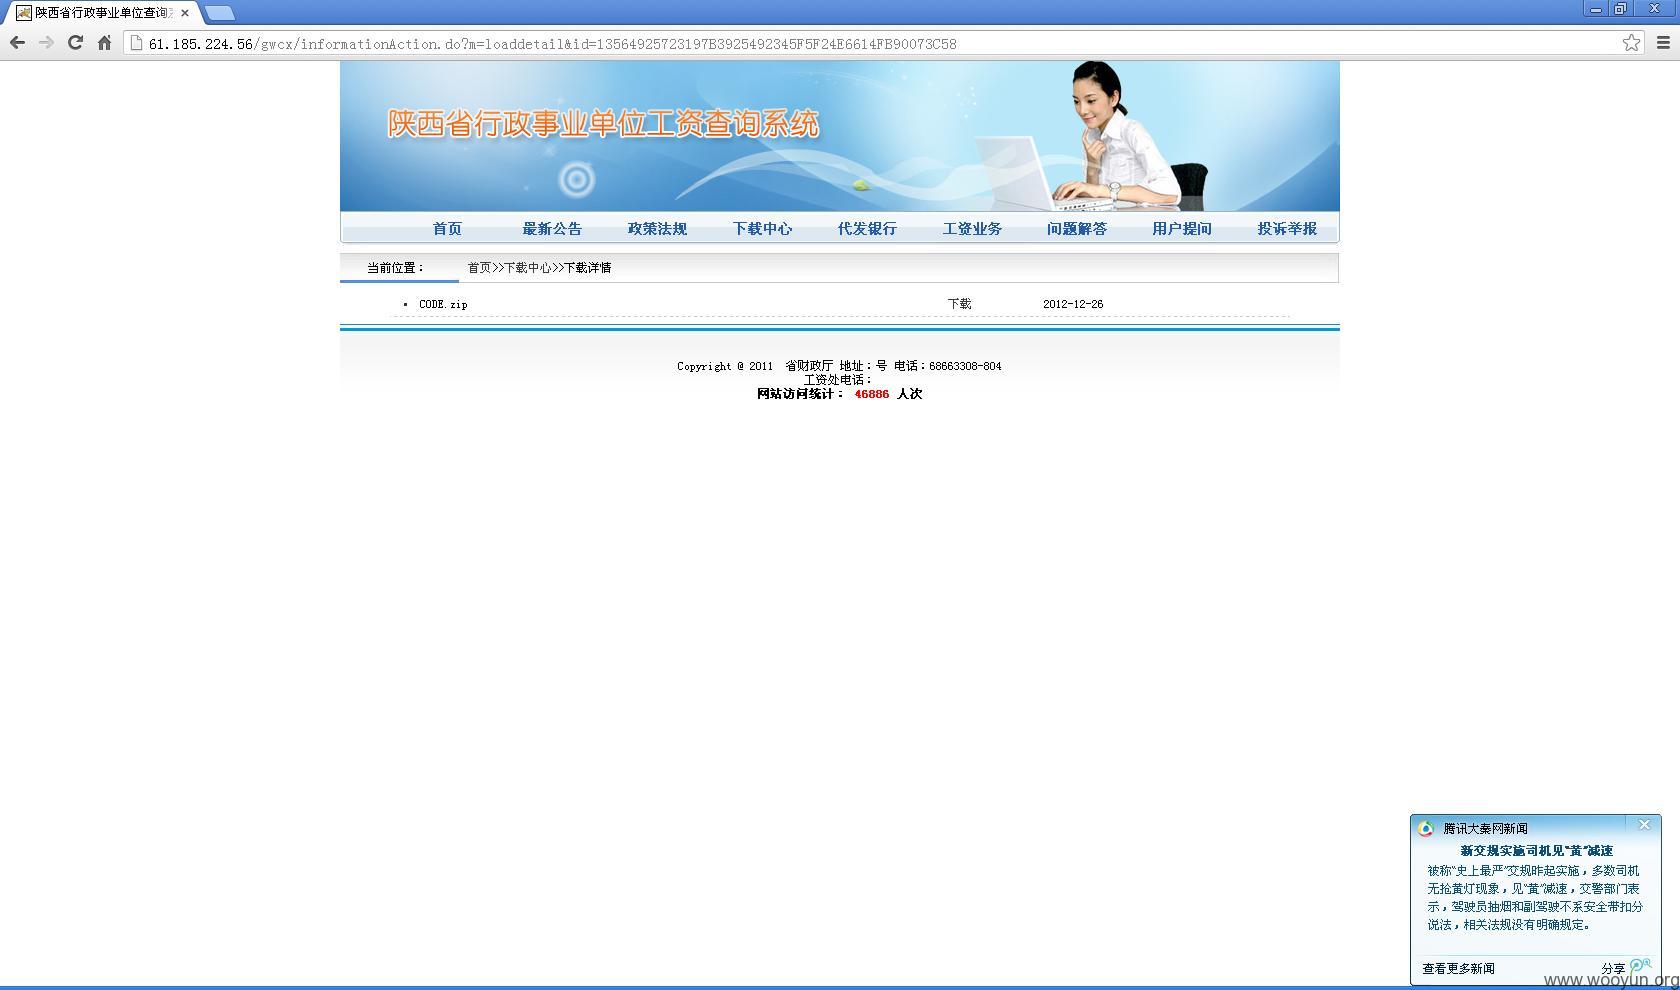 陕西省行政事业单位查询
61.185.224.56/gwcx/informationAction.do?m=loaddetail&id=13564925723197B3925492345F5F24E6614FB90073C58
陕西省行政事业单位工资查询系统
首页 最新公告 政策法规 下载中心 代发银行 工资业务 问题解答 用户提问 投诉举报
当前位置： 首页>>下载中心>>下载详情
CODE.zip 下载 2012-12-26
Copyright @ 2011 省财政厅 地址：号 电话：68663308-804
工资处电话：
网站访问统计： 46886 人次
腾讯大秦网新闻
新交规实施司机见“黄”减速
被称“史上最严”交规昨起实施，多数司机
无抢黄灯现象，见“黄”减速，交警部门表
示，驾驶员抽烟和副驾驶不系安全带扣分
说法，相关法规没有明确规定。
查看更多新闻 分享
www.wooyun.org